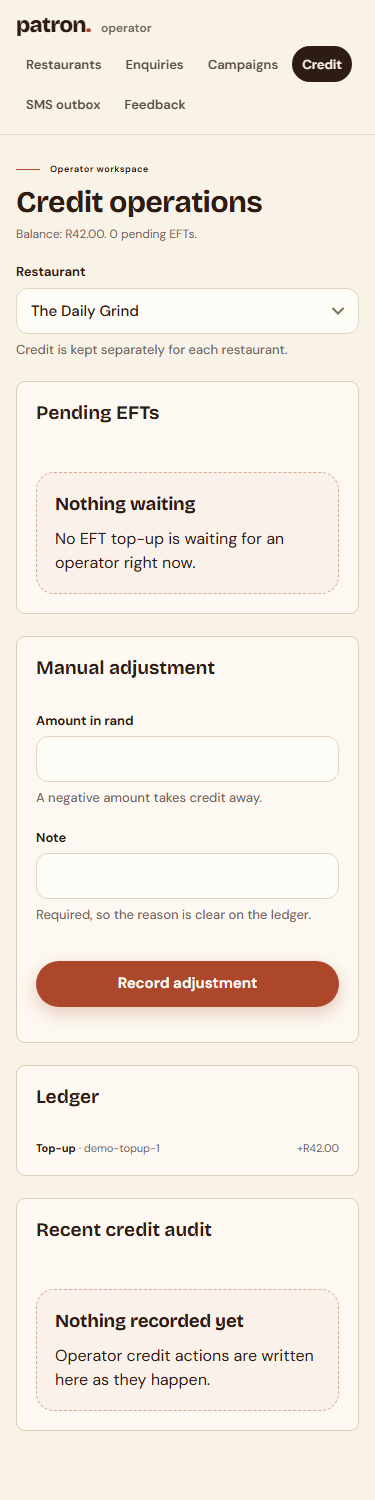 patron. operator
Restaurants Enquiries Campaigns Credit
SMS outbox Feedback
Operator workspace
Credit operations
Balance: R42.00. 0 pending EFTs.
Restaurant
The Daily Grind
Credit is kept separately for each restaurant.
Pending EFTs
Nothing waiting
No EFT top-up is waiting for an
operator right now.
Manual adjustment
Amount in rand
A negative amount takes credit away.
Note
Required, so the reason is clear on the ledger.
Record adjustment
Ledger
Top-up · demo-topup-1 +R42.00
Recent credit audit
Nothing recorded yet
Operator credit actions are written
here as they happen.